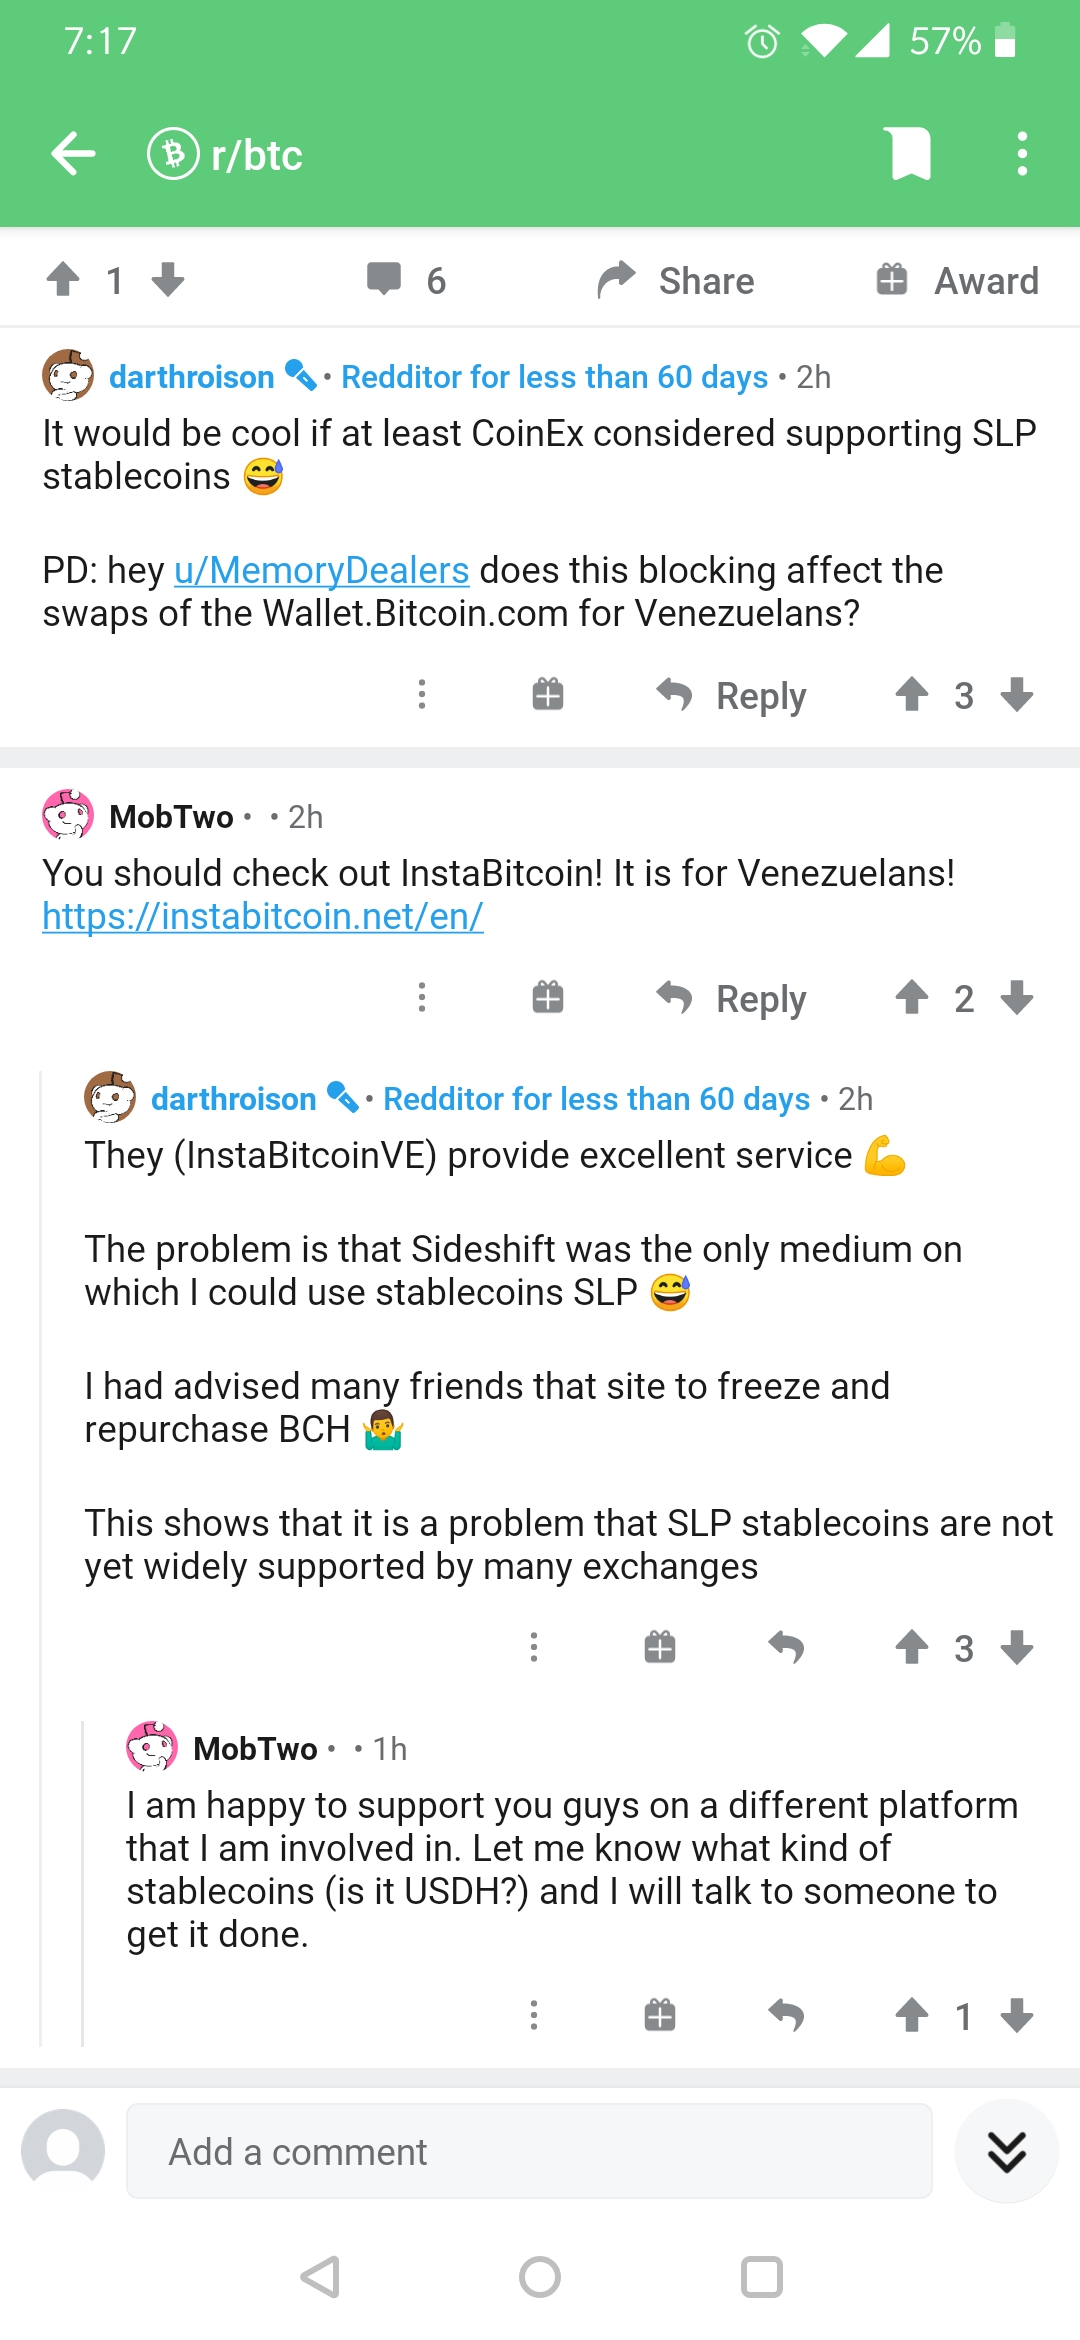 7:17 57%
r/btc
1 6 Share Award
darthroison • Redditor for less than 60 days • 2h
It would be cool if at least CoinEx considered supporting SLP
stablecoins 😅
PD: hey u/MemoryDealers does this blocking affect the
swaps of the Wallet.Bitcoin.com for Venezuelans?
Reply 3
MobTwo • • 2h
You should check out InstaBitcoin! It is for Venezuelans!
https://instabitcoin.net/en/
Reply 2
darthroison • Redditor for less than 60 days • 2h
They (InstaBitcoinVE) provide excellent service 💪
The problem is that Sideshift was the only medium on
which I could use stablecoins SLP 😅
I had advised many friends that site to freeze and
repurchase BCH 🤷‍♂️
This shows that it is a problem that SLP stablecoins are not
yet widely supported by many exchanges
3
MobTwo • • 1h
I am happy to support you guys on a different platform
that I am involved in. Let me know what kind of
stablecoins (is it USDH?) and I will talk to someone to
get it done.
1
Add a comment